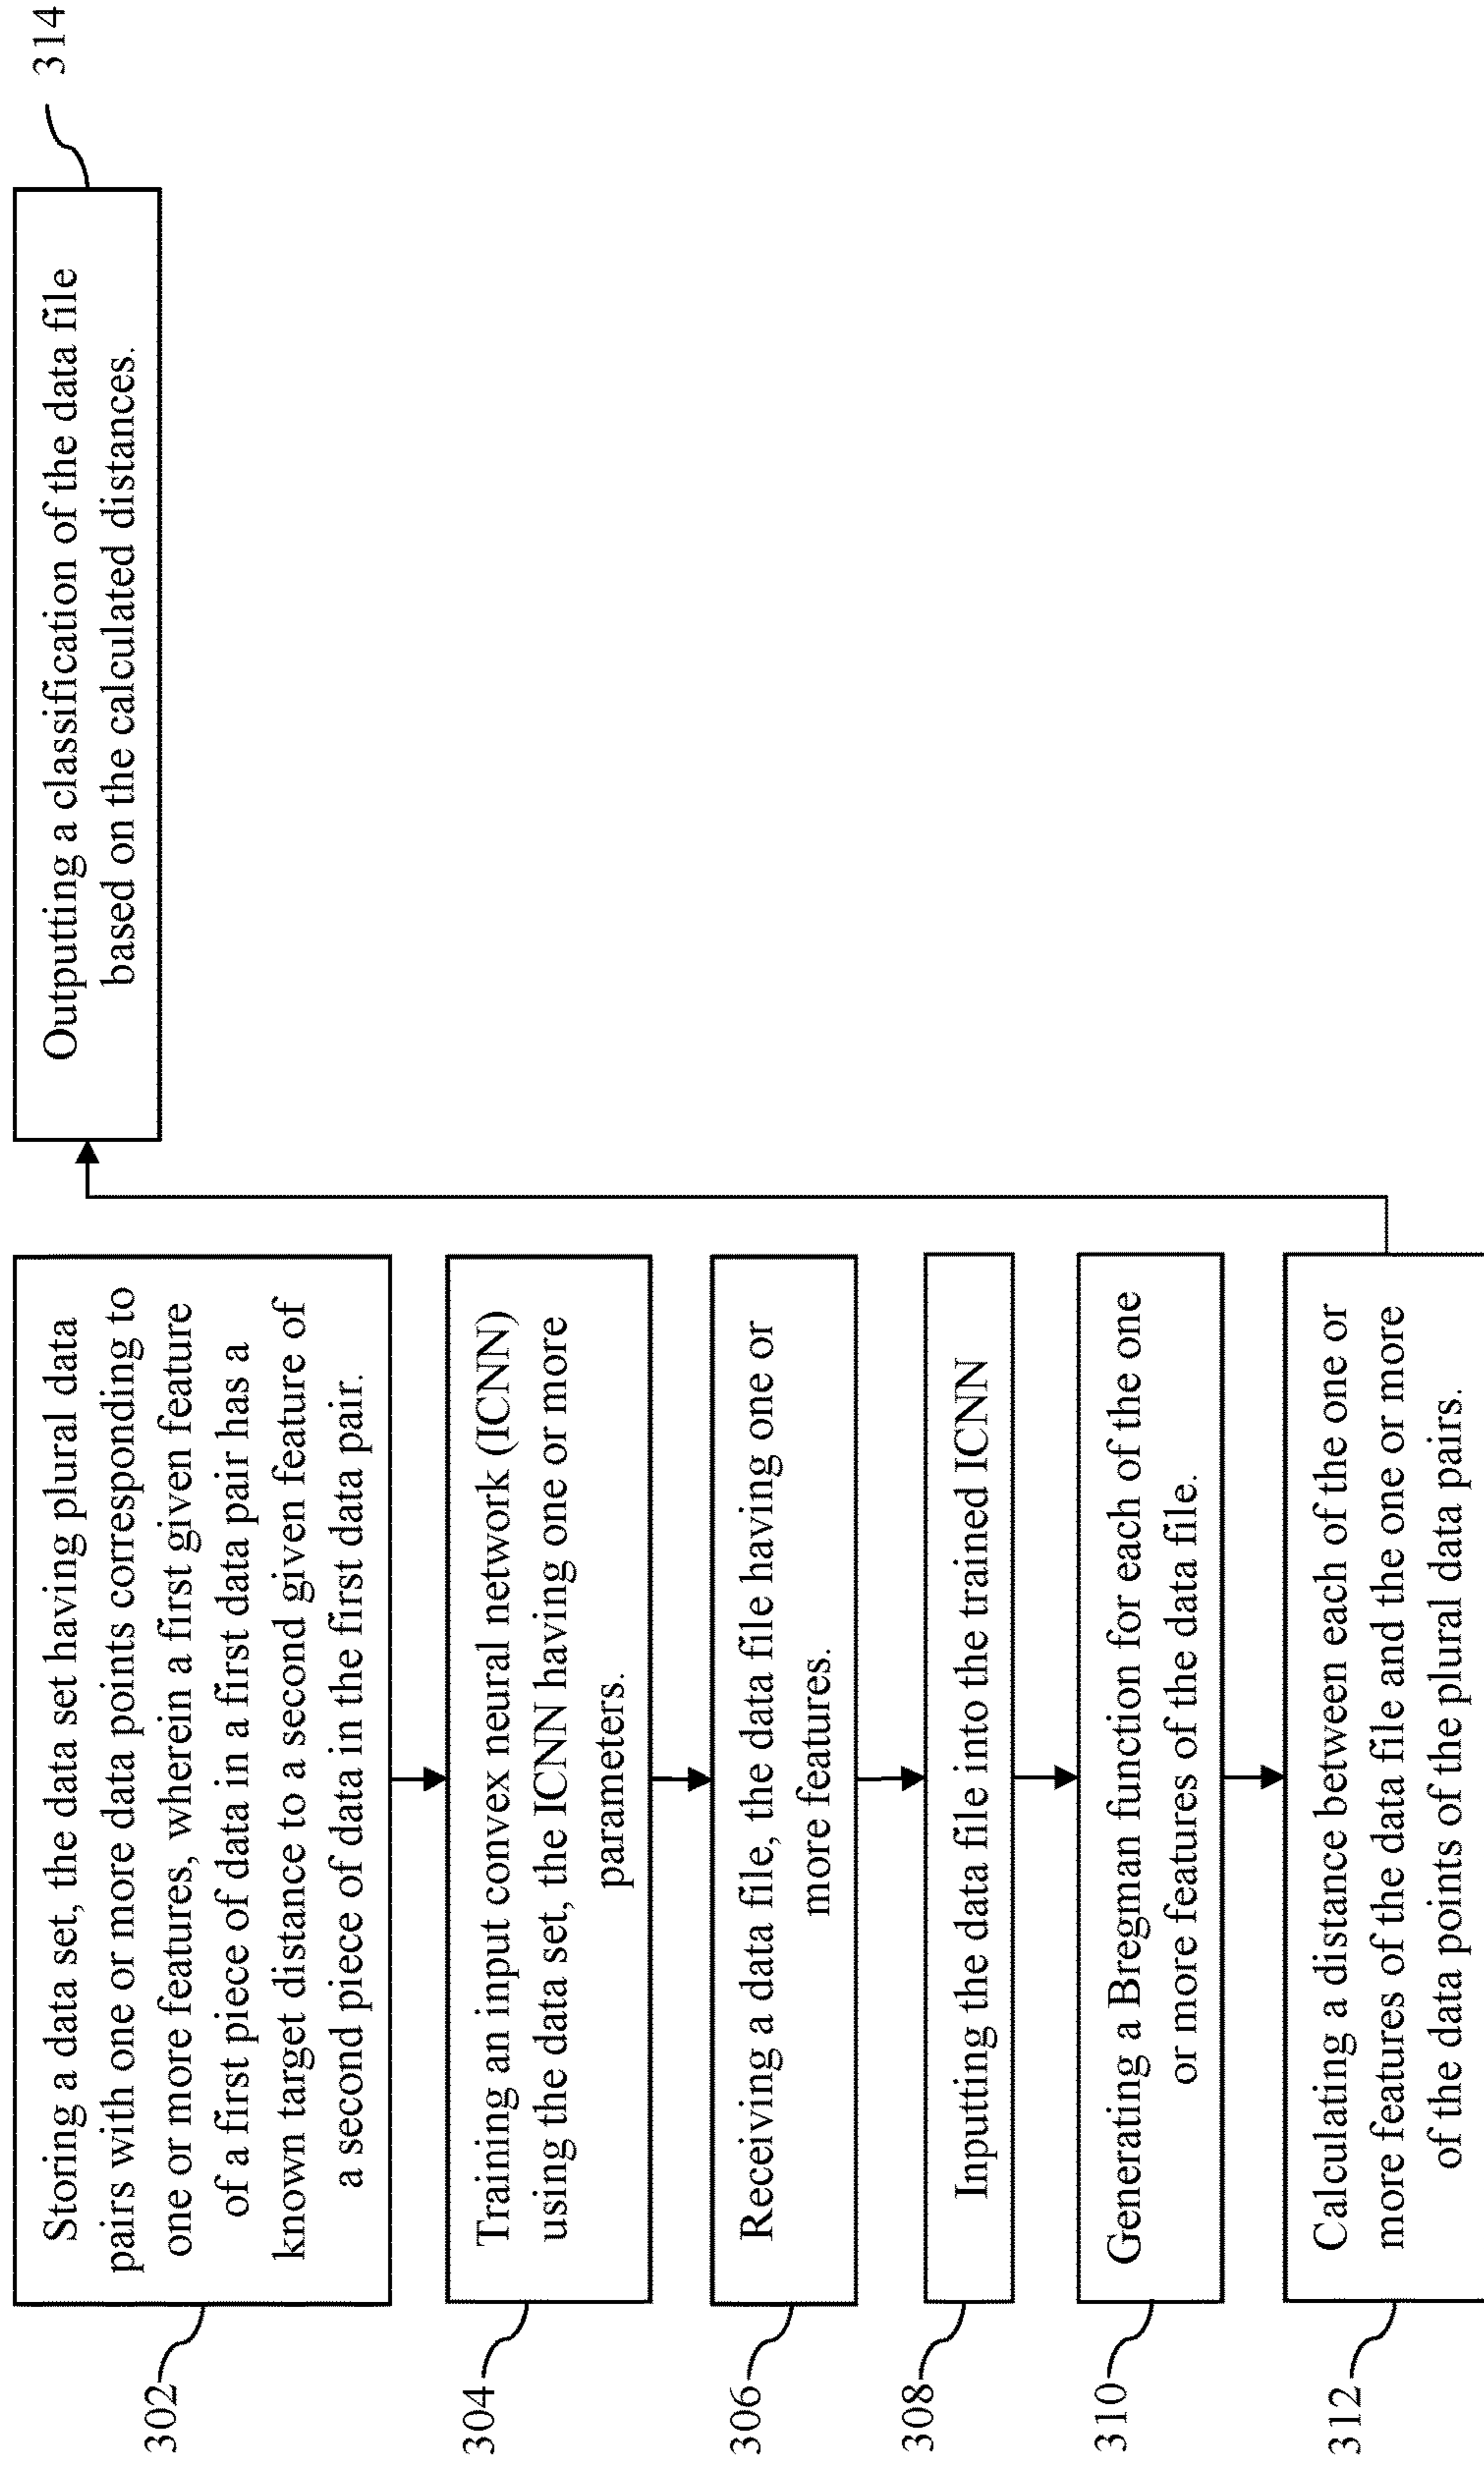 302
Storing a data set, the data set having plural data
pairs with one or more data points corresponding to
one or more features, wherein a first given feature
of a first piece of data in a first data pair has a
known target distance to a second given feature of
a second piece of data in the first data pair.
304
Training an input convex neural network (ICNN)
using the data set, the ICNN having one or more
parameters.
306
Receiving a data file, the data file having one or
more features.
308
Inputting the data file into the trained ICNN
310
Generating a Bregman function for each of the one
or more features of the data file.
312
Calculating a distance between each of the one or
more features of the data file and the one or more
of the data points of the plural data pairs.
314
Outputting a classification of the data file
based on the calculated distances.